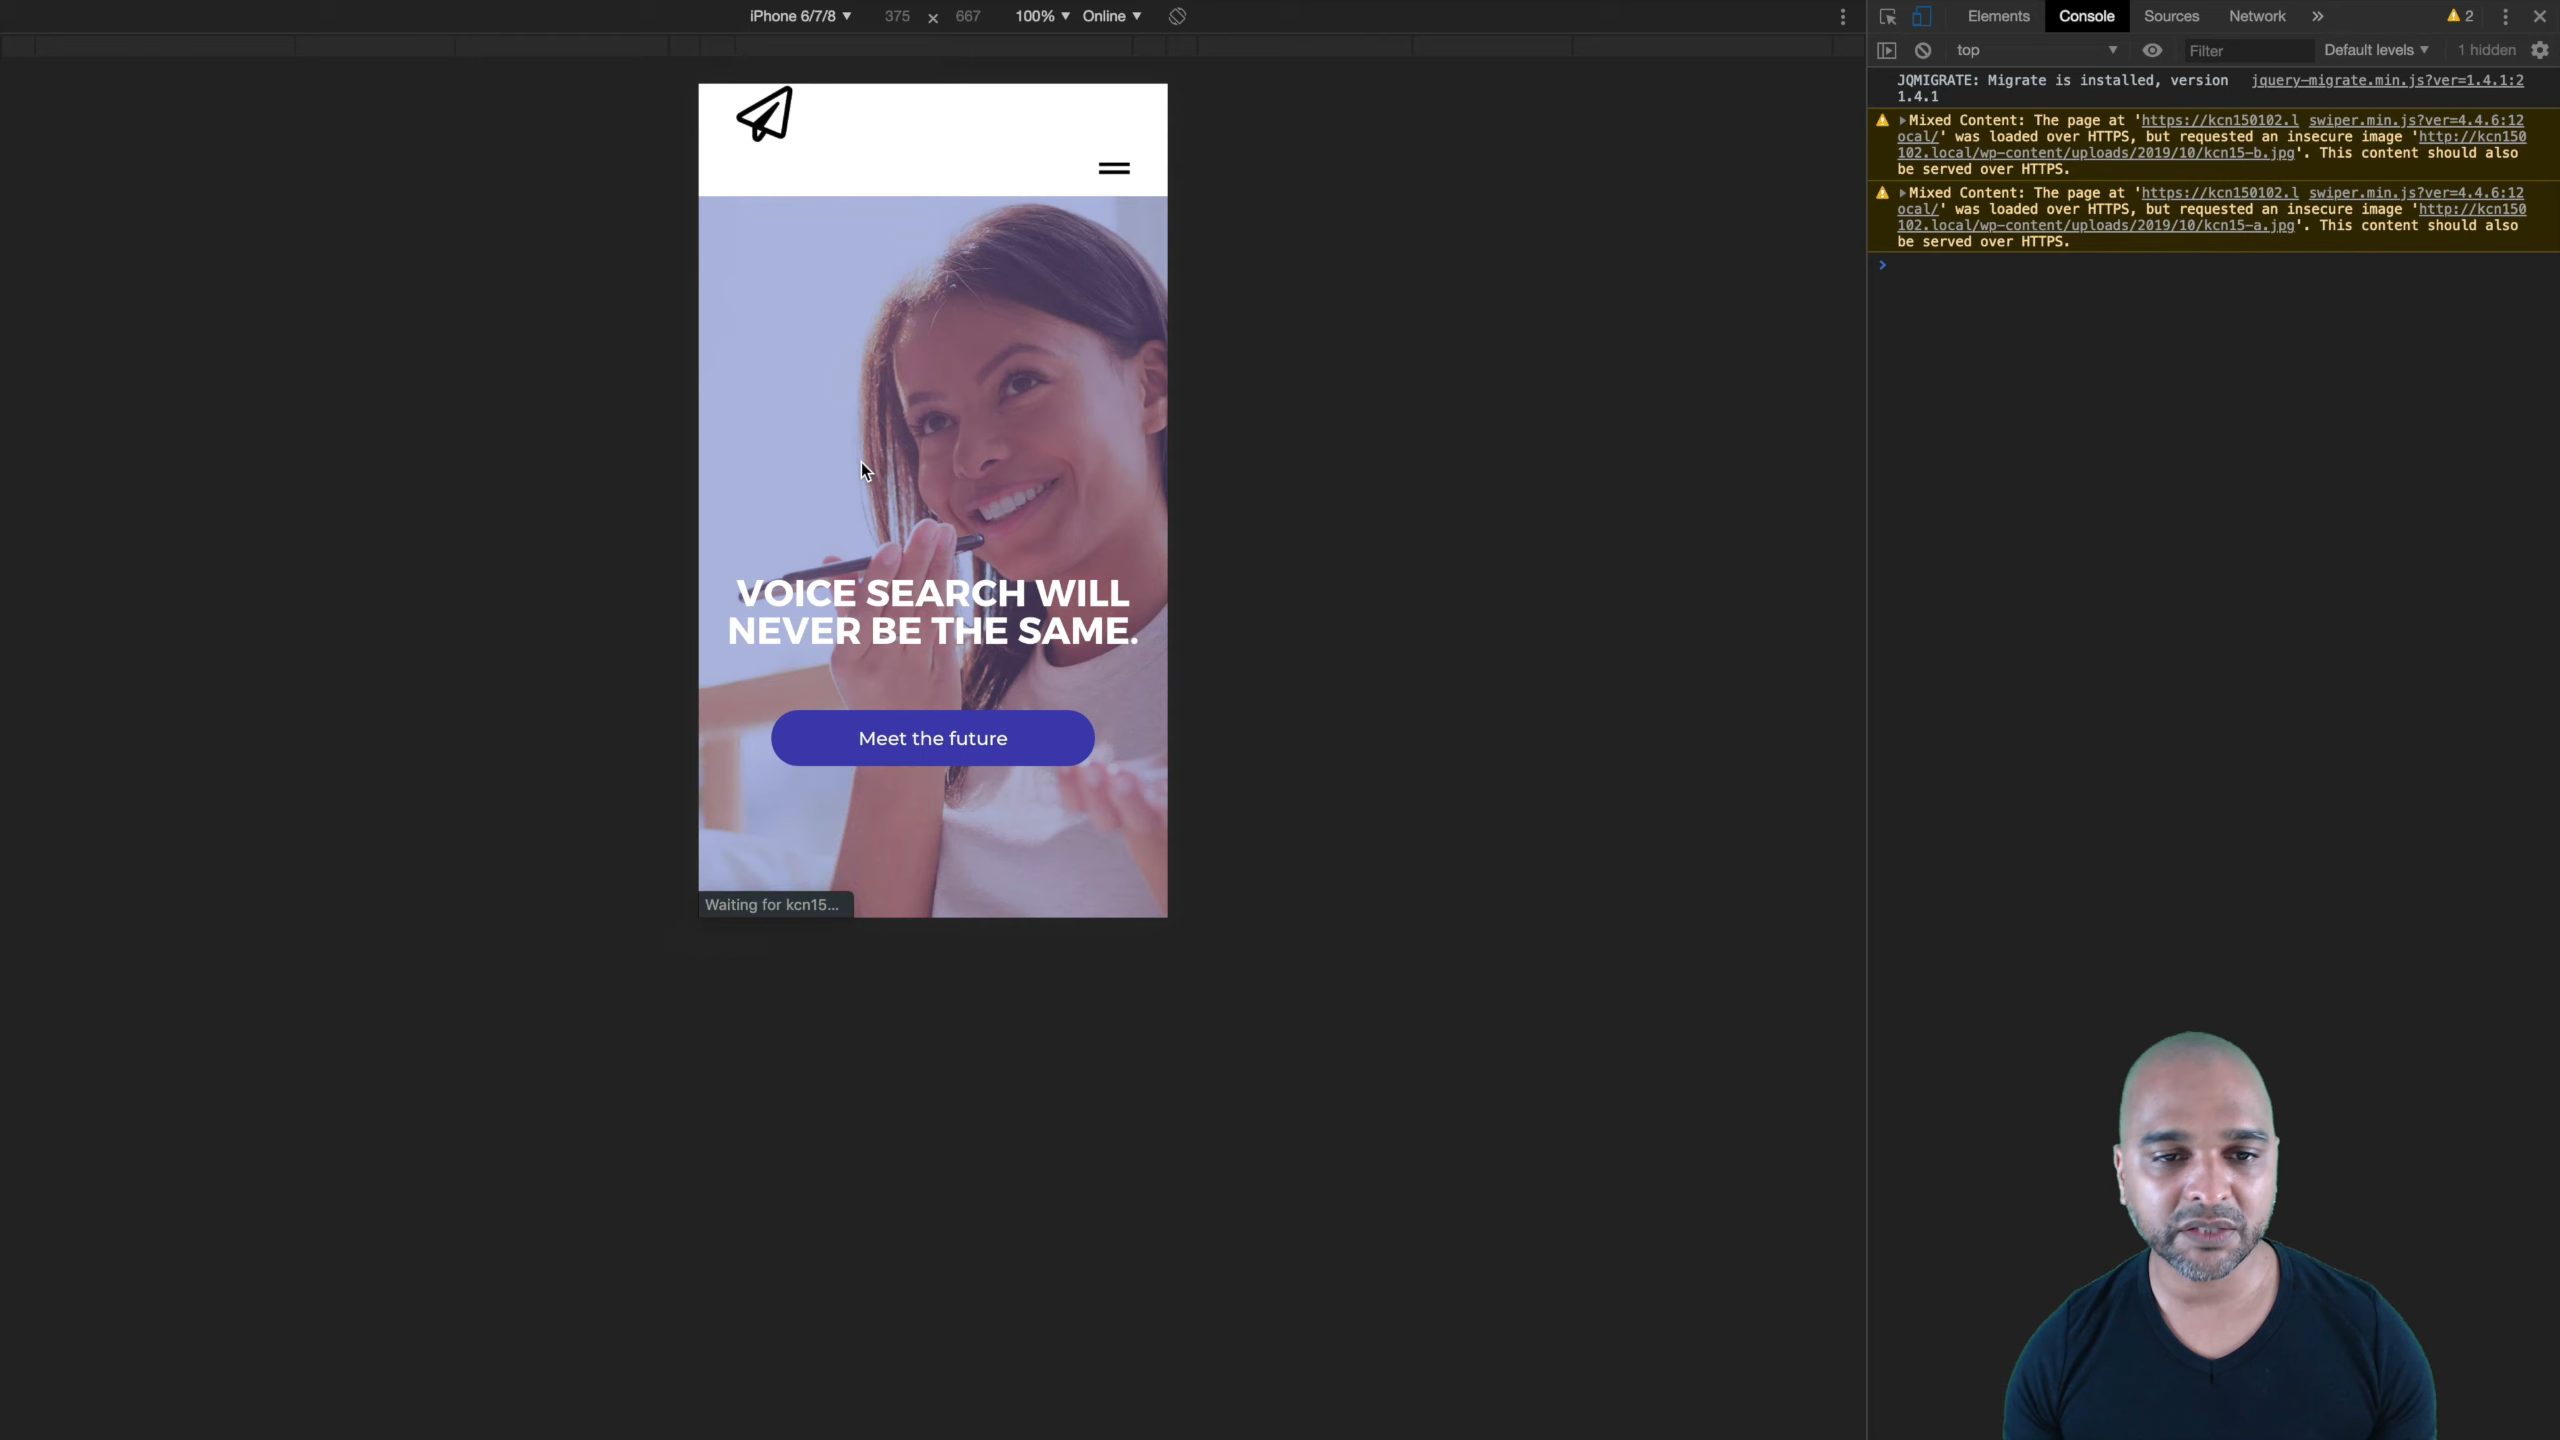 iPhone 6/7/8 375 × 667 100% Online
Elements Console Sources Network » 2
top Filter Default levels 1 hidden
JQMIGRATE: Migrate is installed, version jquery-migrate.min.js?ver=1.4.1:2
1.4.1
Mixed Content: The page at 'https://kcn150102.l swiper.min.js?ver=4.4.6:12
ocal/' was loaded over HTTPS, but requested an insecure image 'http://kcn150
102.local/wp-content/uploads/2019/10/kcn15-b.jpg'. This content should also
be served over HTTPS.
Mixed Content: The page at 'https://kcn150102.l swiper.min.js?ver=4.4.6:12
ocal/' was loaded over HTTPS, but requested an insecure image 'http://kcn150
102.local/wp-content/uploads/2019/10/kcn15-a.jpg'. This content should also
be served over HTTPS.
VOICE SEARCH WILL
NEVER BE THE SAME.
Meet the future
Waiting for kcn15...